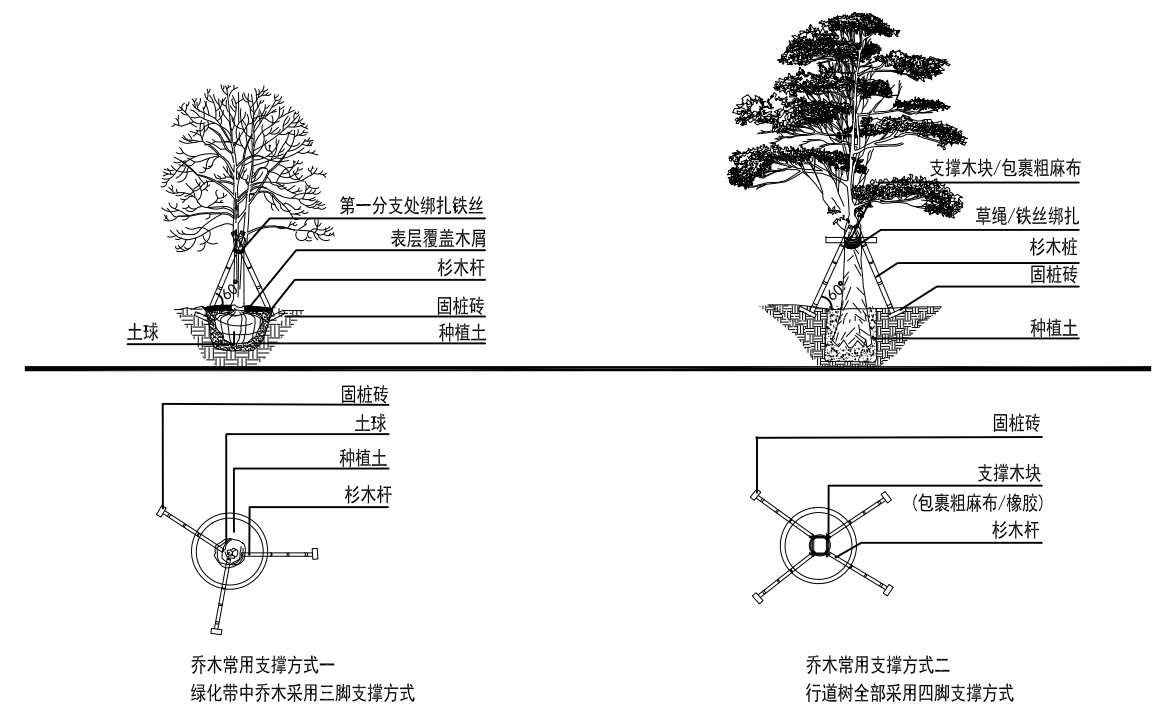 第一分支处绑扎铁丝
表层覆盖木屑
杉木杆
60°
固桩砖
土球
种植土
支撑木块/包裹粗麻布
草绳/铁丝绑扎
杉木桩
固桩砖
60°
种植土
固桩砖
土球
种植土
杉木杆
固桩砖
支撑木块
(包裹粗麻布/橡胶)
杉木杆
乔木常用支撑方式一
绿化带中乔木采用三脚支撑方式
乔木常用支撑方式二
行道树全部采用四脚支撑方式